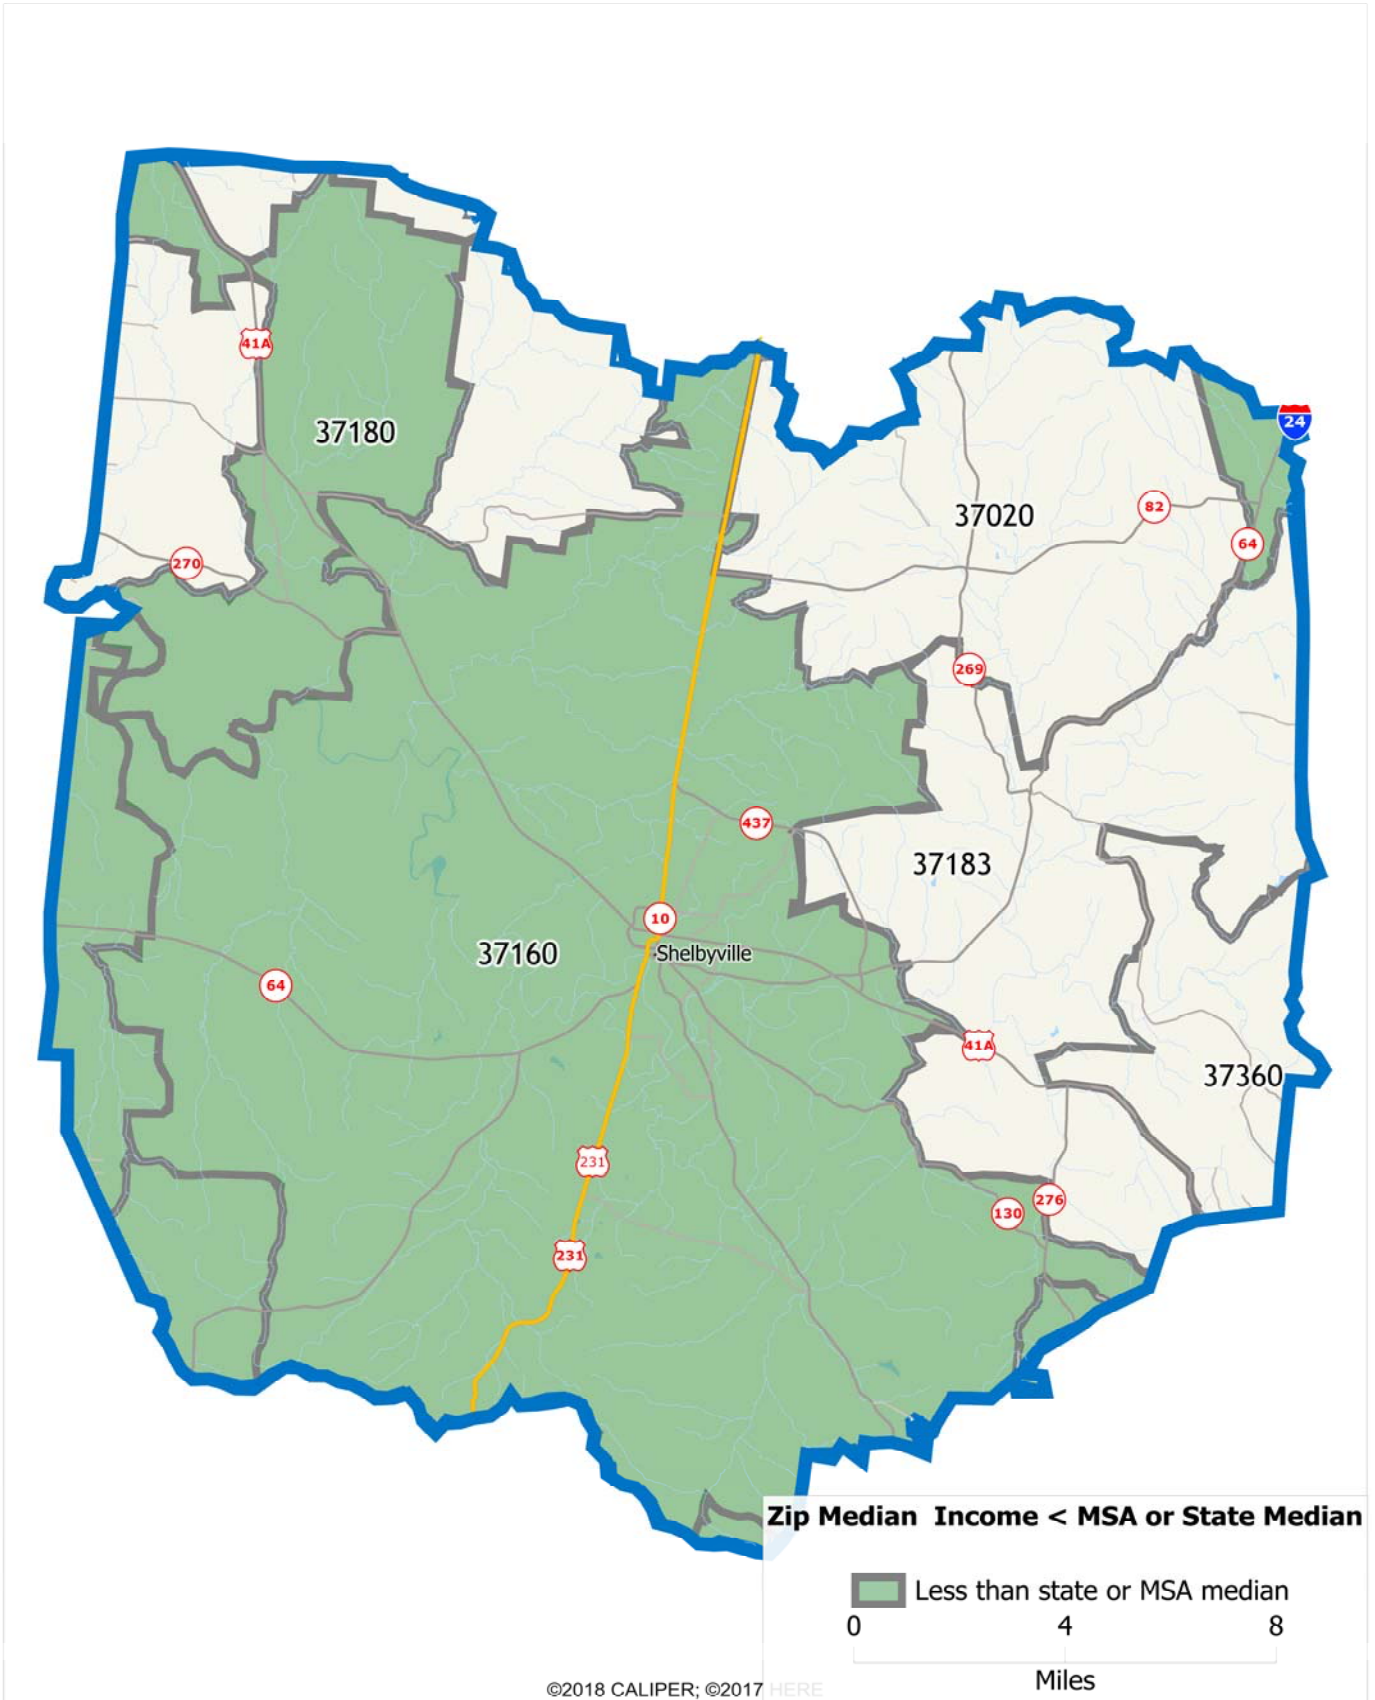 41A
37180
24
37020
82
64
270
269
437
37183
10
37160
Shelbyville
64
41A
37360
231
276
130
231
Zip Median Income < MSA or State Median
Less than state or MSA median
0 4 8
Miles
©2018 CALIPER; ©2017 HERE